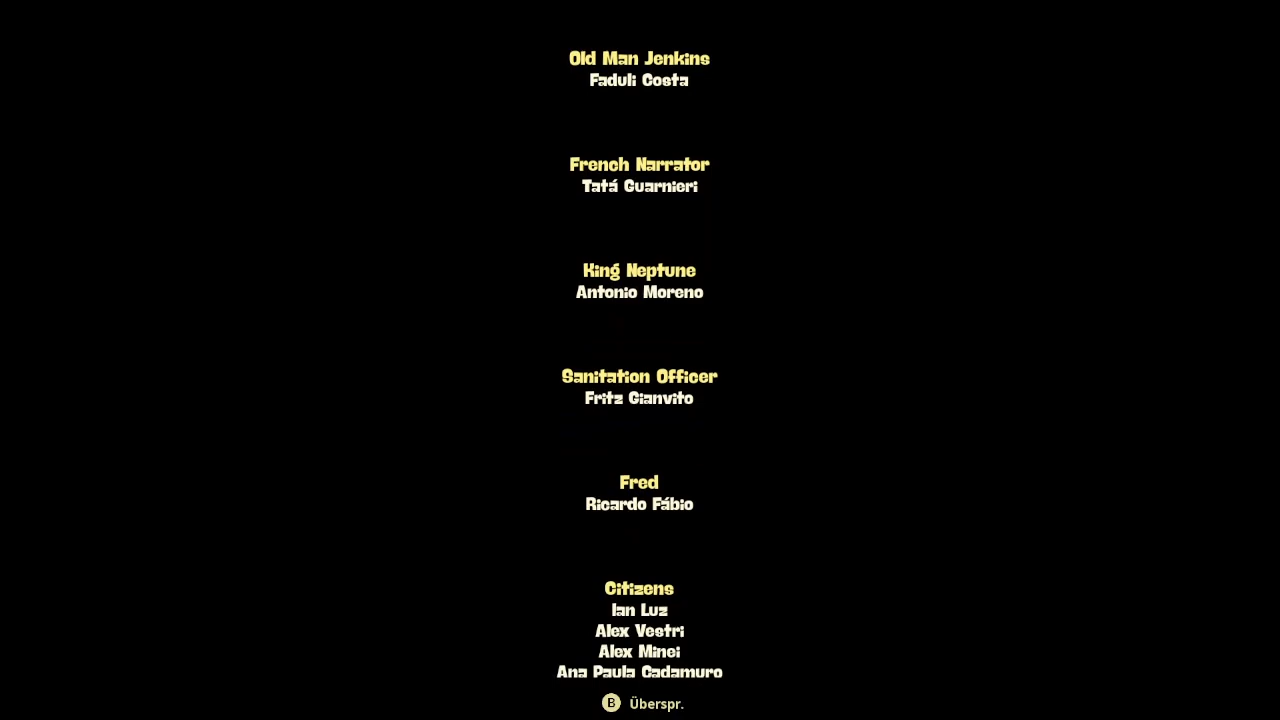 Old Man Jenkins
Faduli Costa
French Narrator
Tatá Guarnieri
King Neptune
Antonio Moreno
Sanitation Officer
Fritz Gianvito
Fred
Ricardo Fábio
Citizens
Ian Luz
Alex Vestri
Alex Minei
Ana Paula Cadamuro
B Überspr.